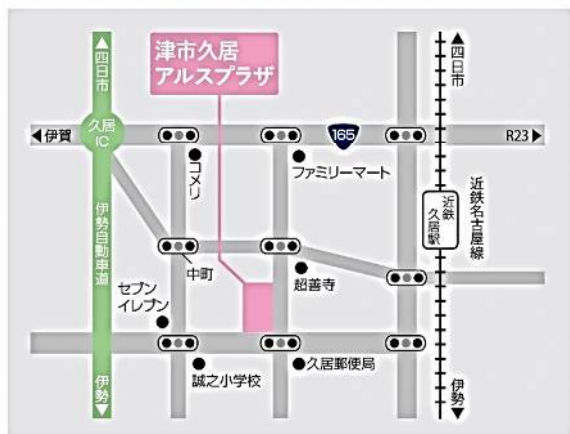 ▲四日市
津市久居
アルスプラザ
▲四日市
◀伊賀
久居
IC
165
R23▶
コメリ
ファミリーマート
伊勢自動車道
近鉄
久居駅
近鉄名古屋線
中町
超善寺
セブン
イレブン
誠之小学校
久居郵便局
伊勢▼
伊勢▼